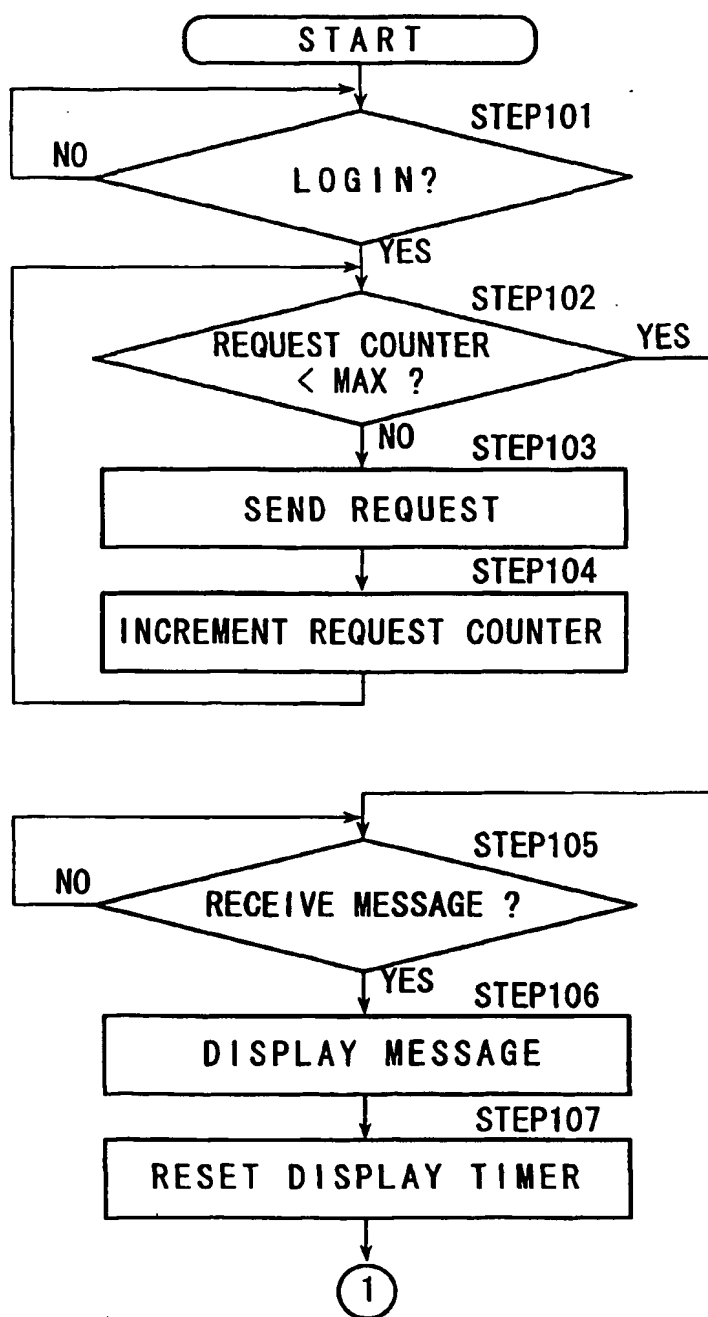 START
STEP101
NO
LOGIN?
YES
STEP102
REQUEST COUNTER
< MAX ?
YES
NO
STEP103
SEND REQUEST
STEP104
INCREMENT REQUEST COUNTER
STEP105
NO
RECEIVE MESSAGE ?
YES
STEP106
DISPLAY MESSAGE
STEP107
RESET DISPLAY TIMER
1